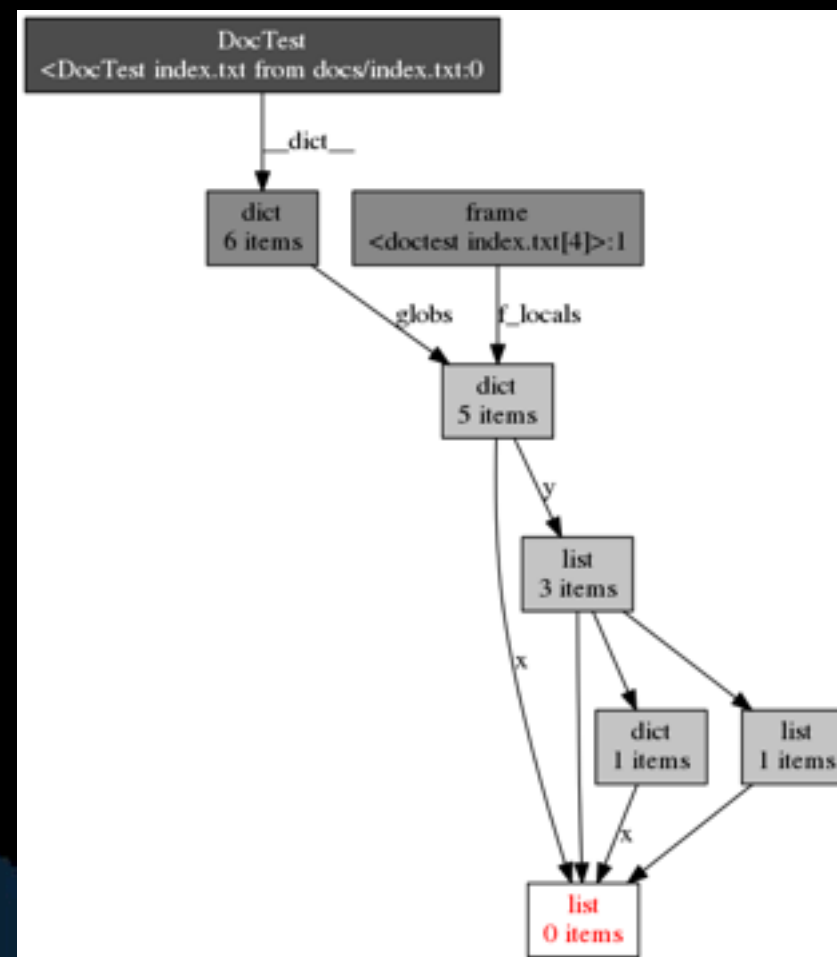 DocTest
<DocTest index.txt from docs/index.txt:0
__dict__
dict
6 items
frame
<doctest index.txt[4]>:1
globs
f_locals
dict
5 items
y
list
3 items
x
dict
1 items
list
1 items
x
list
0 items